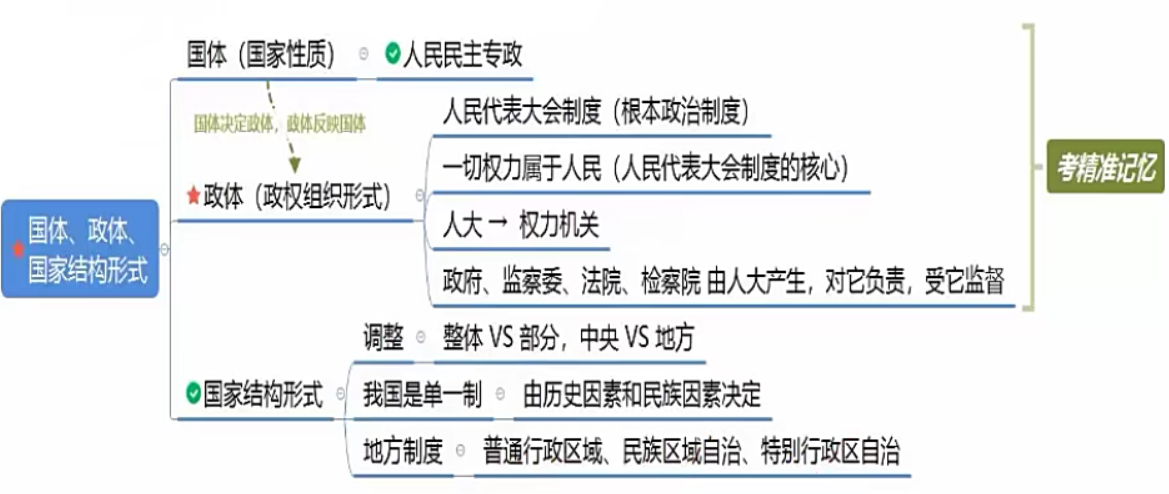 国体(国家性质)
人民民主专政
国体决定政体,政体反映国体
人民代表大会制度(根本政治制度)
一切权力属于人民(人民代表大会制度的核心)
政体(政权组织形式)
人大 → 权力机关
政府、监察委、法院、检察院 由人大产生,对它负责,受它监督
考精准记忆
国体、政体、
国家结构形式
调整
整体 VS 部分,中央 VS 地方
国家结构形式
我国是单一制
由历史因素和民族因素决定
地方制度
普通行政区域、民族区域自治、特别行政区自治